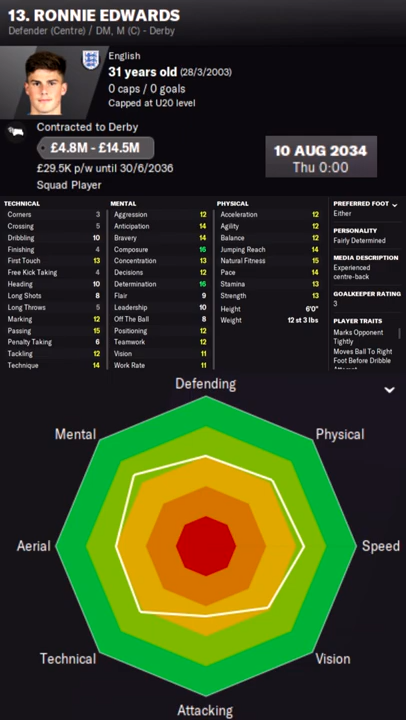 13. RONNIE EDWARDS
Defender (Centre) / DM, M (C) - Derby
English
31 years old (28/3/2003)
0 caps / 0 goals
Capped at U20 level
Contracted to Derby
£4.8M - £14.5M
£29.5K p/w until 30/6/2036
Squad Player
10 AUG 2034
Thu 0:00
TECHNICAL
Corners 3
Crossing 5
Dribbling 10
Finishing 4
First Touch 13
Free Kick Taking 4
Heading 10
Long Shots 8
Long Throws 5
Marking 12
Passing 15
Penalty Taking 6
Tackling 12
Technique 14
MENTAL
Aggression 12
Anticipation 14
Bravery 14
Composure 16
Concentration 13
Decisions 12
Determination 16
Flair 9
Leadership 10
Off The Ball 8
Positioning 12
Teamwork 12
Vision 11
Work Rate 11
PHYSICAL
Acceleration 12
Agility 12
Balance 12
Jumping Reach 14
Natural Fitness 15
Pace 14
Stamina 13
Strength 13
Height 6'0"
Weight 12 st 3 lbs
PREFERRED FOOT
Either
PERSONALITY
Fairly Determined
MEDIA DESCRIPTION
Experienced
centre-back
GOALKEEPER RATING
3
PLAYER TRAITS
Marks Opponent
Tightly
Moves Ball To Right
Foot Before Dribble
Defending
Mental
Physical
Aerial
Speed
Technical
Vision
Attacking